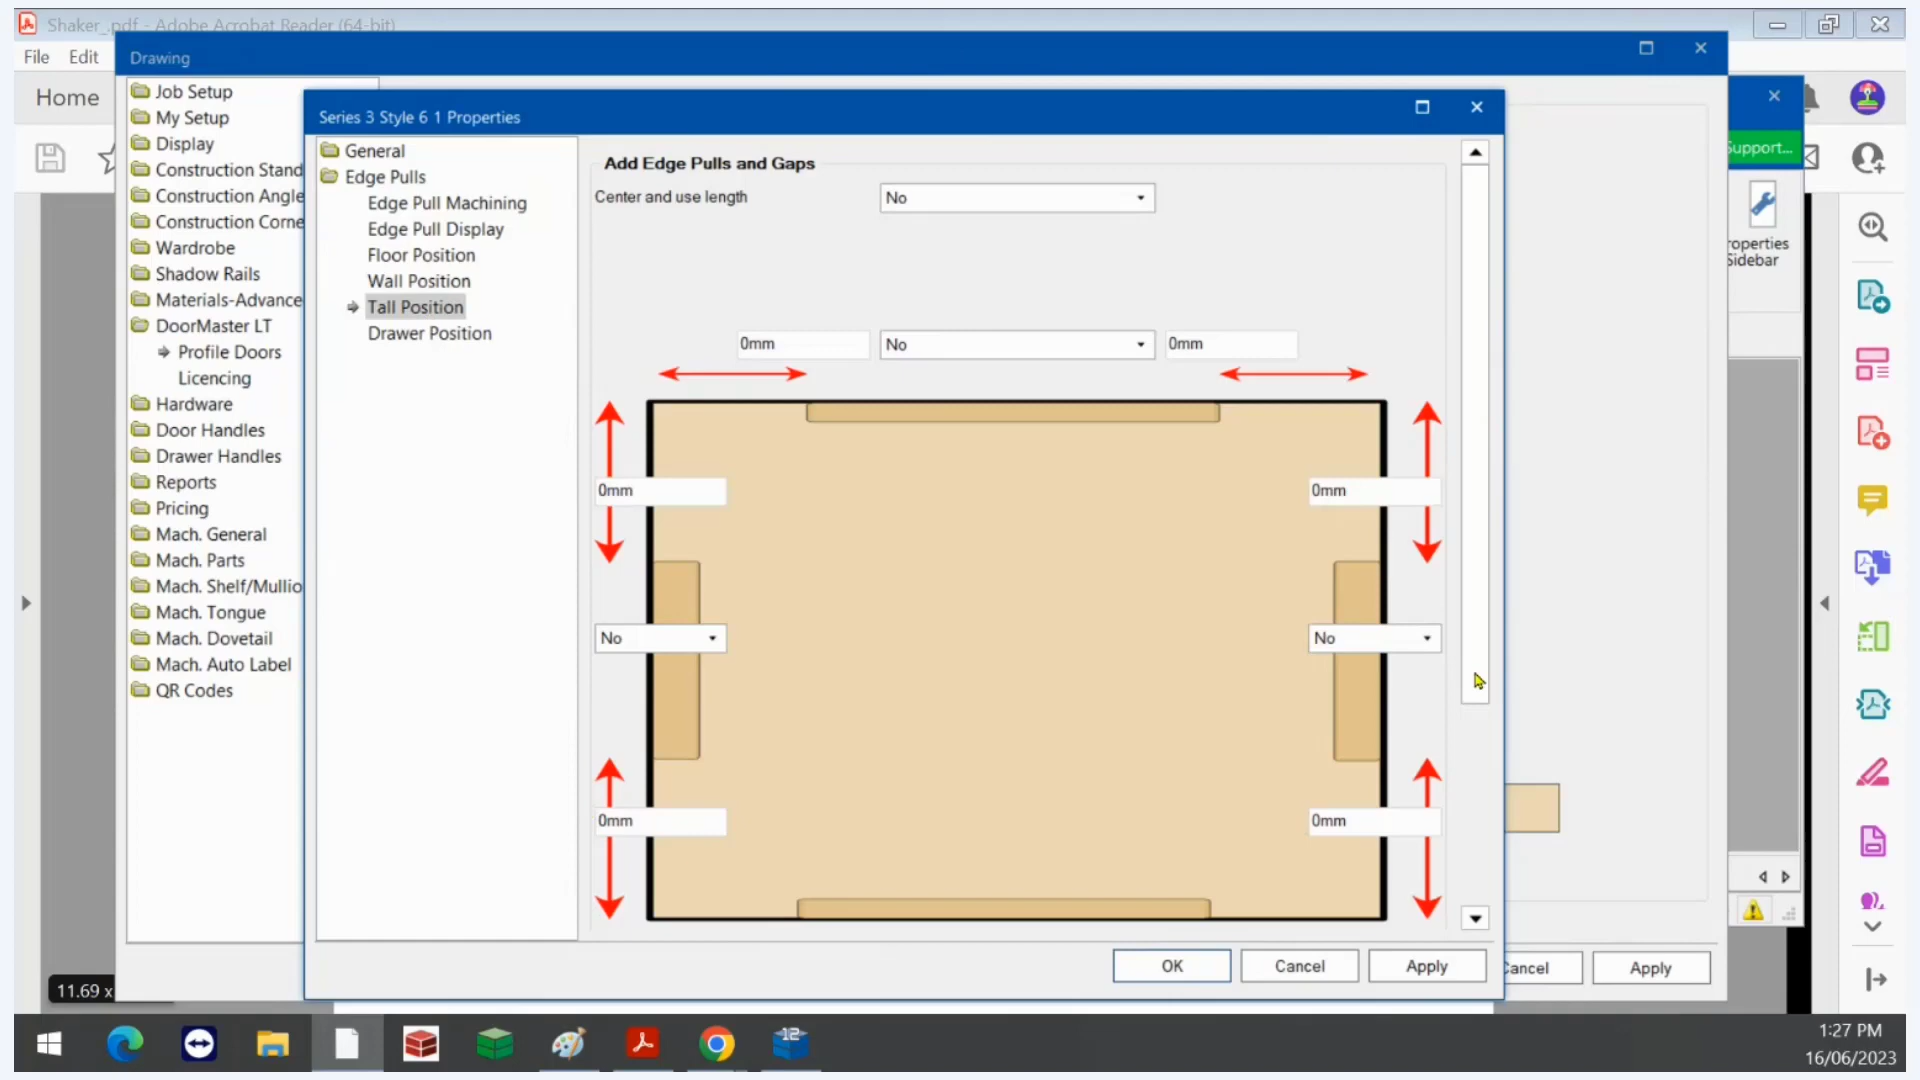 Shaker_.pdf - Adobe Acrobat Reader (64-bit)
File Edit
Drawing
Home
Job Setup
My Setup
Display
Construction Stand
Construction Angle
Construction Corne
Wardrobe
Shadow Rails
Materials-Advance
DoorMaster LT
Profile Doors
Licencing
Hardware
Door Handles
Drawer Handles
Reports
Pricing
Mach. General
Mach. Parts
Mach. Shelf/Mullio
Mach. Tongue
Mach. Dovetail
Mach. Auto Label
QR Codes
Series 3 Style 6 1 Properties
General
Edge Pulls
Edge Pull Machining
Edge Pull Display
Floor Position
Wall Position
Tall Position
Drawer Position
Add Edge Pulls and Gaps
Center and use length No
0mm No 0mm
0mm 0mm
No No
0mm 0mm
OK Cancel Apply
Cancel Apply
Support...
roperties
Sidebar
11.69 x
12
1:27 PM
16/06/2023